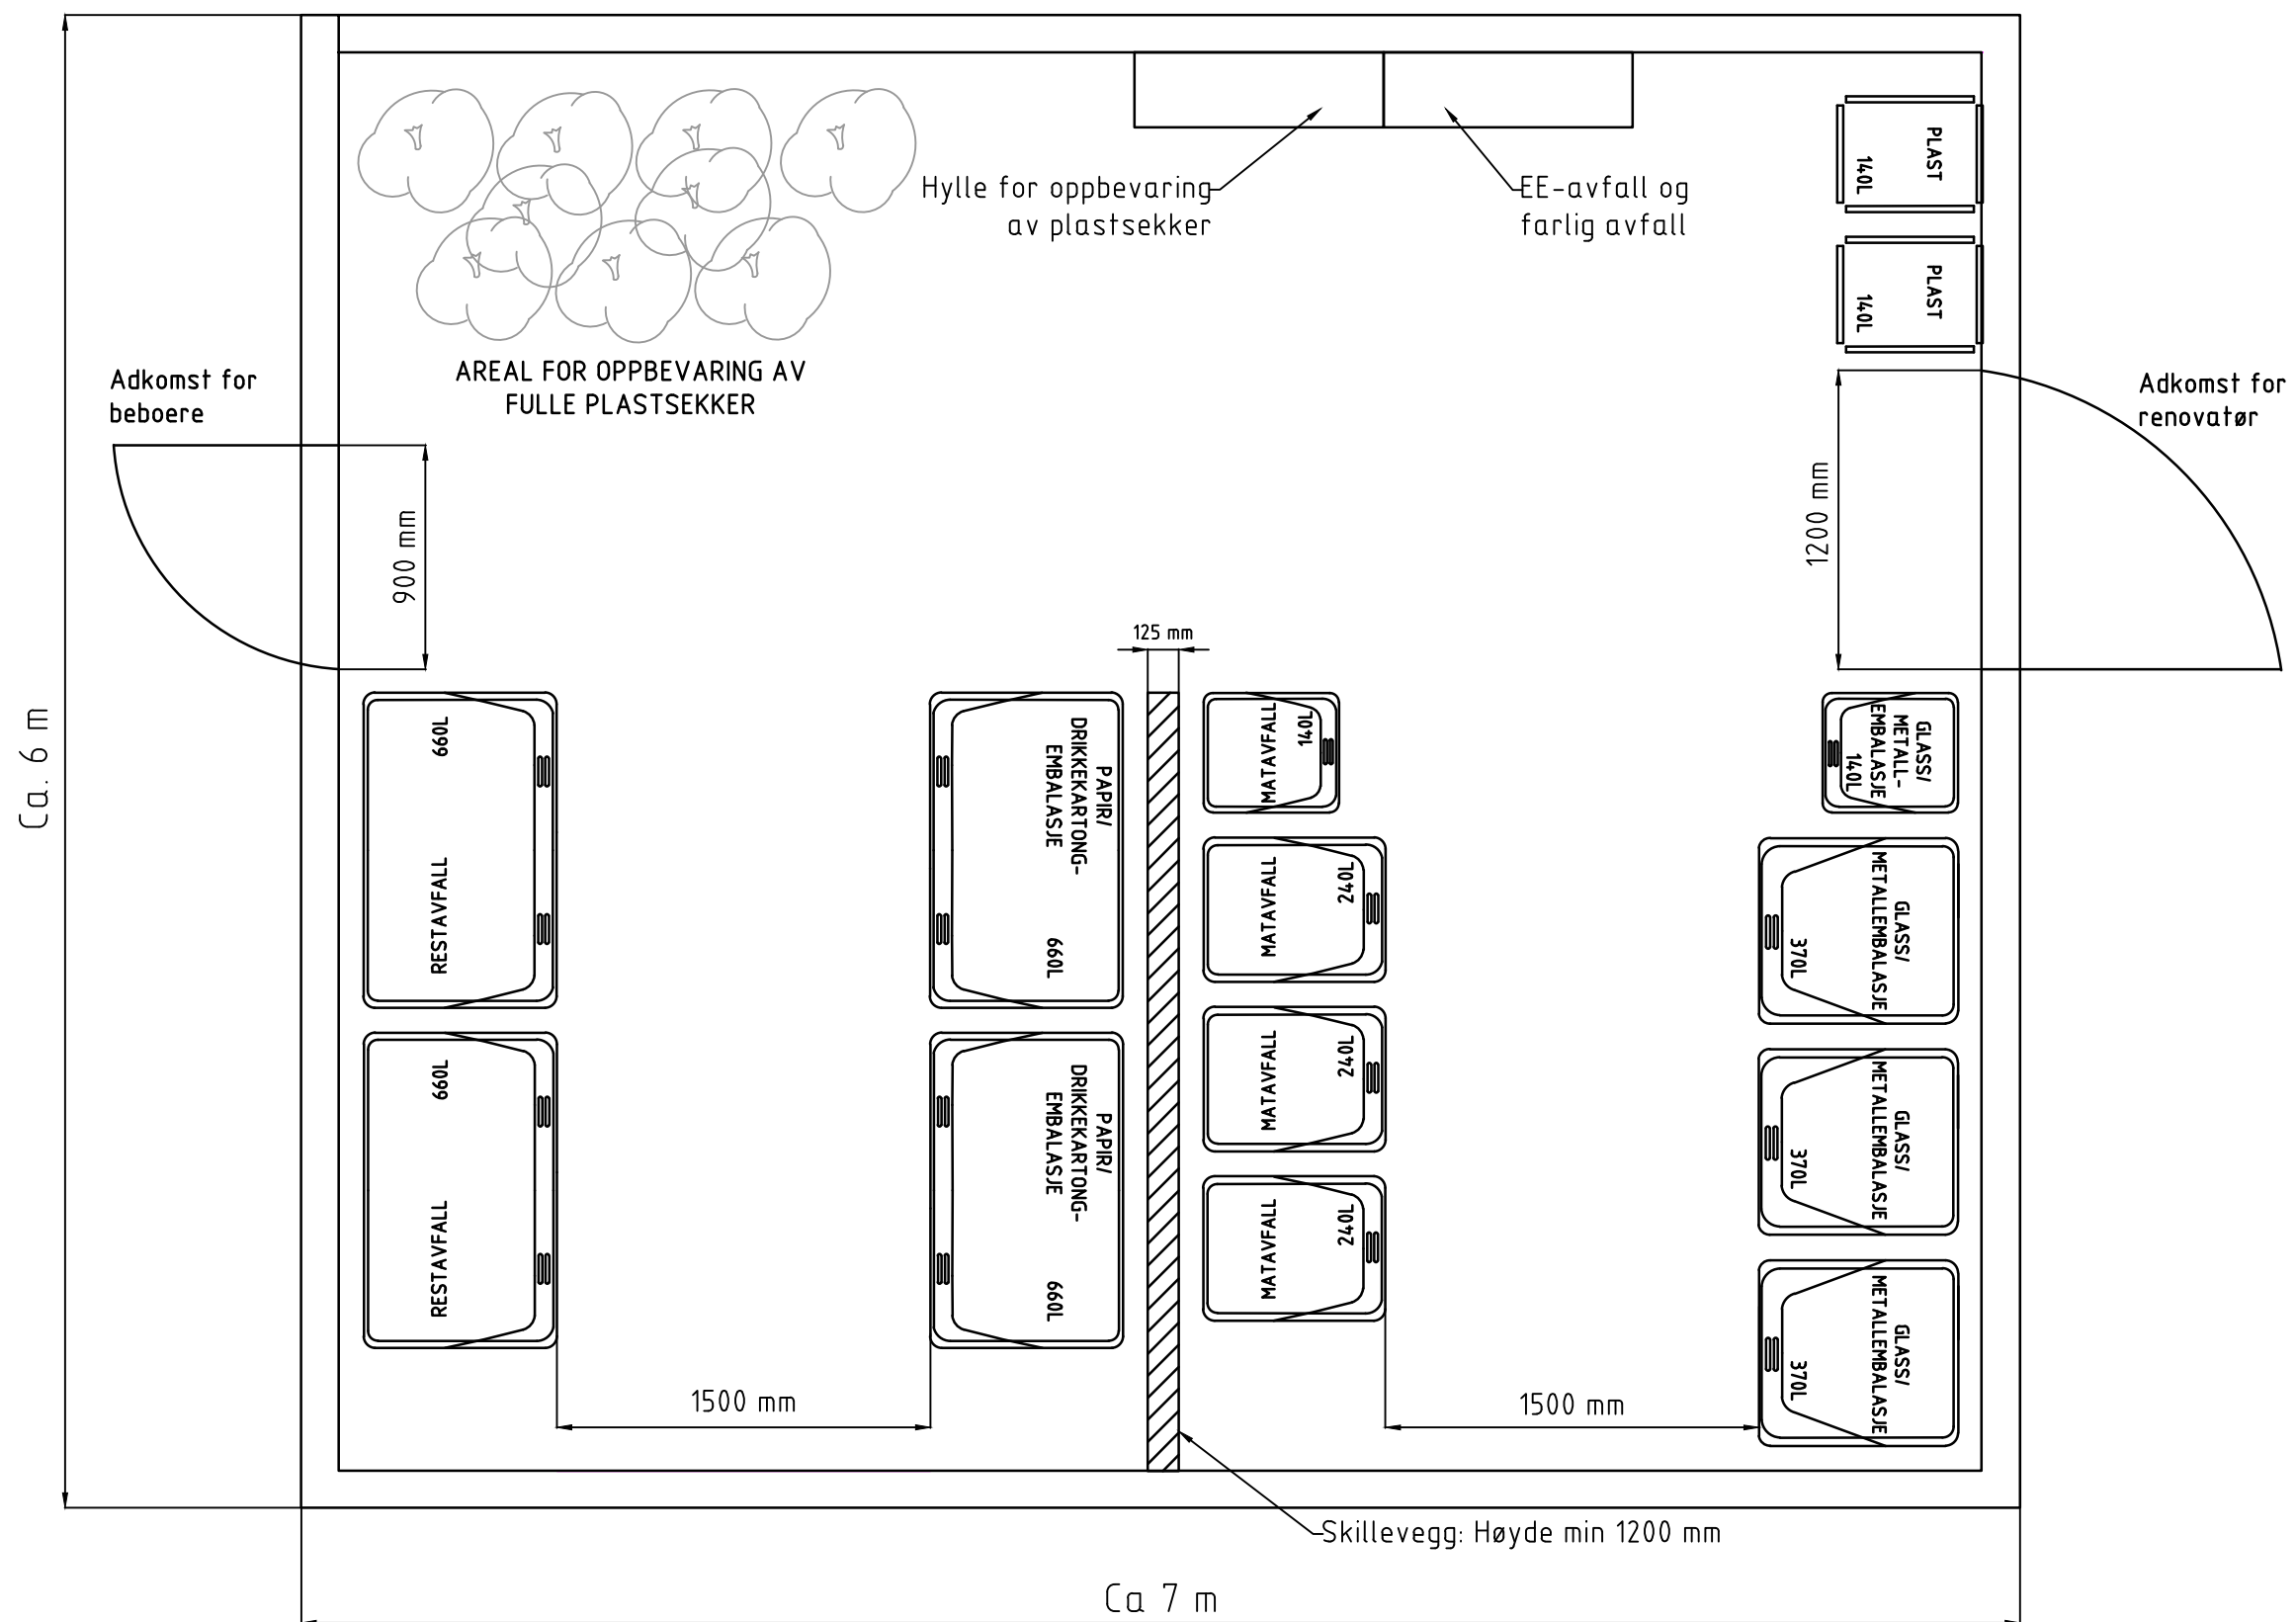 Hylle for oppbevaring
av plastsekker
EE-avfall og
farlig avfall
PLAST
140L
PLAST
140L
AREAL FOR OPPBEVARING AV
FULLE PLASTSEKKER
Adkomst for
beboere
Adkomst for
renovatør
900 mm
1200 mm
125 mm
Ca. 6 m
660L
RESTAVFALL
660L
RESTAVFALL
PAPIR/
DRIKKEKARTONG-
EMBALASJE
660L
PAPIR/
DRIKKEKARTONG-
EMBALASJE
660L
MATAVFALL
140L
MATAVFALL
240L
MATAVFALL
240L
MATAVFALL
240L
GLASS/
METALL-
EMBALASJE
140L
GLASS/
METALLEMBALASJE
370L
GLASS/
METALLEMBALASJE
370L
GLASS/
METALLEMBALASJE
370L
1500 mm
1500 mm
Skillevegg: Høyde min 1200 mm
Ca 7 m